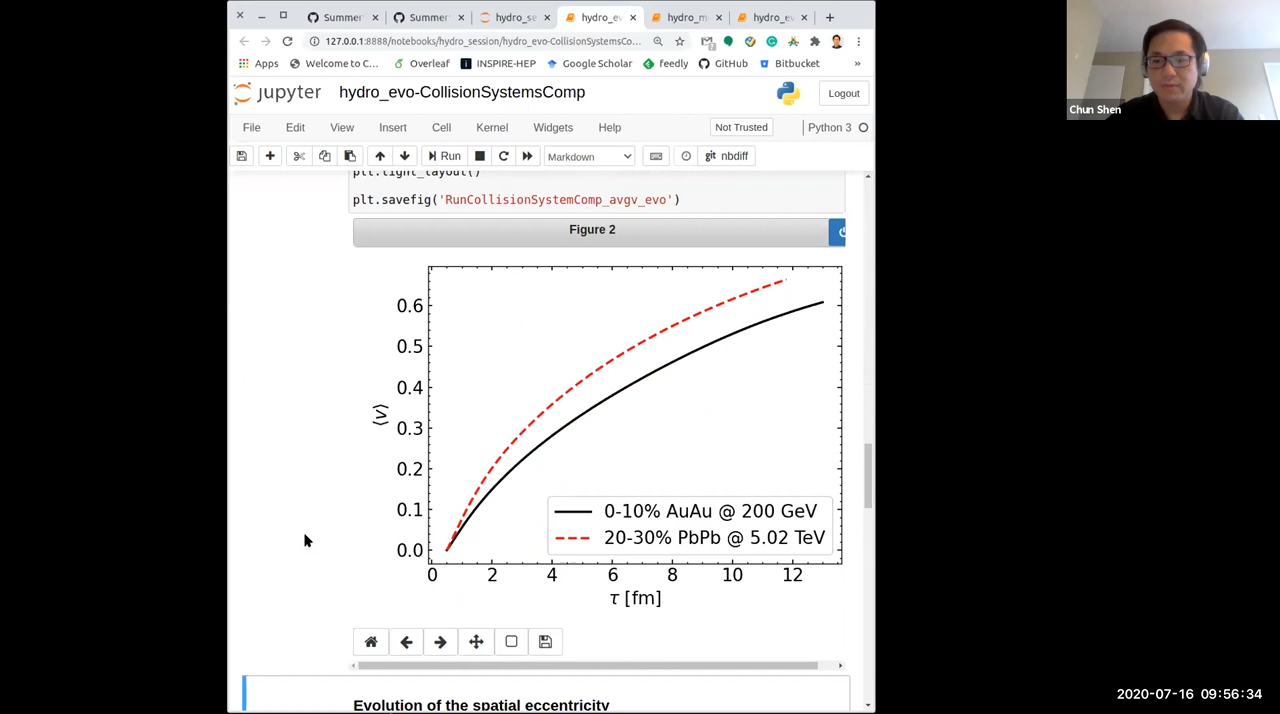 Summer
Summer
hydro_se
hydro_ev
hydro_m
hydro_ev
127.0.0.1:8888/notebooks/hydro_session/hydro_evo-CollisionSystemsCo...
Apps
Welcome to C...
Overleaf
INSPIRE-HEP
Google Scholar
feedly
GitHub
Bitbucket
»
jupyter
hydro_evo-CollisionSystemsComp
Logout
File Edit View Insert Cell Kernel Widgets Help
Not Trusted
Python 3
Run
Markdown
git nbdiff
plt.tight_layout()
plt.savefig('RunCollisionSystemComp_avgv_evo')
Figure 2
0.6
0.5
0.4
0.3
0.2
0.1
0.0
⟨v⟩
0-10% AuAu @ 200 GeV
20-30% PbPb @ 5.02 TeV
0 2 4 6 8 10 12
τ [fm]
Evolution of the spatial eccentricity
Chun Shen
2020-07-16 09:56:34